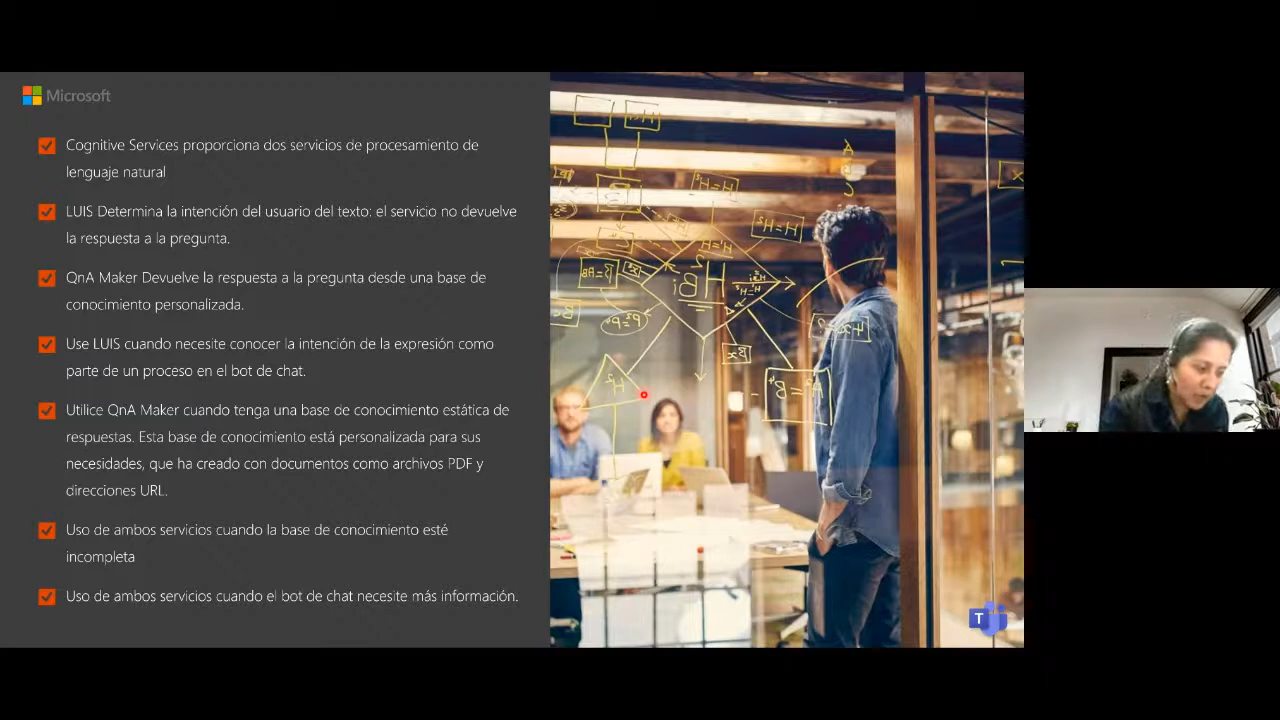 Microsoft
Cognitive Services proporciona dos servicios de procesamiento de
lenguaje natural
LUIS Determina la intención del usuario del texto: el servicio no devuelve
la respuesta a la pregunta.
QnA Maker Devuelve la respuesta a la pregunta desde una base de
conocimiento personalizada.
Use LUIS cuando necesite conocer la intención de la expresión como
parte de un proceso en el bot de chat.
Utilice QnA Maker cuando tenga una base de conocimiento estática de
respuestas. Esta base de conocimiento está personalizada para sus
necesidades, que ha creado con documentos como archivos PDF y
direcciones URL.
Uso de ambos servicios cuando la base de conocimiento esté
incompleta
Uso de ambos servicios cuando el bot de chat necesite más información.
T